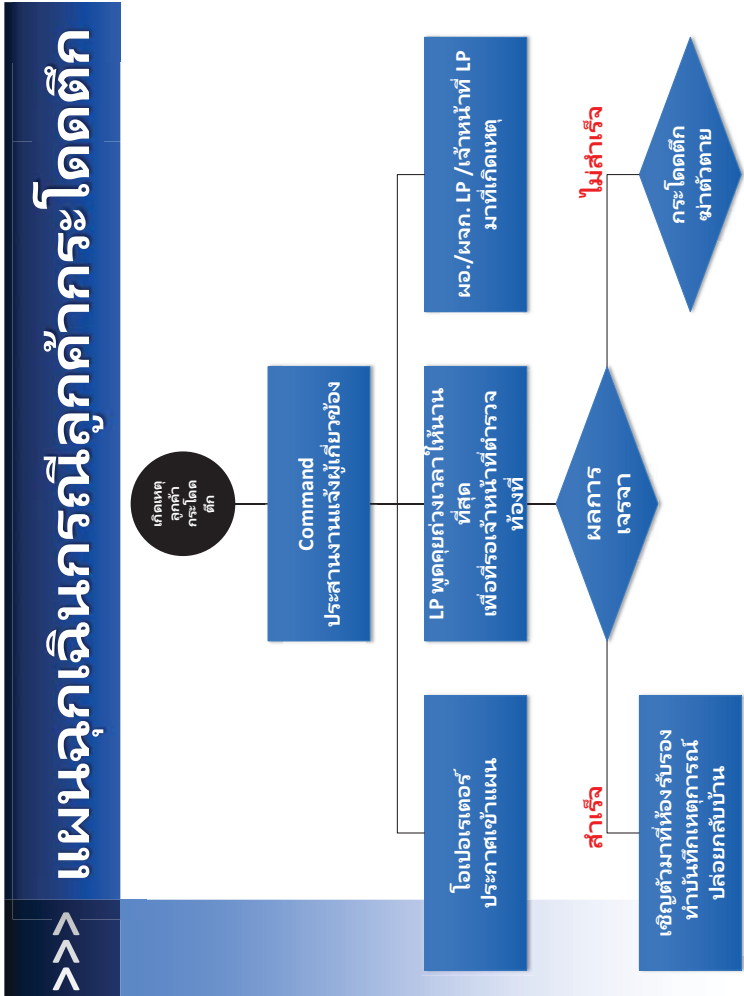 >>> แผนฉุกเฉินกรณีลูกค้ากระโดดตึก
เกิดเหตุ
ลูกค้า
กระโดด
ตึก
Command
ประสานงานแจ้งผู้เกี่ยวข้อง
โอเปอเรเตอร์
ประกาศเข้าแผน
LP พูดคุยถ่วงเวลาให้นาน
ที่สุด
เพื่อที่รอเจ้าหน้าที่ตำรวจ
ท้องที่
ผอ./ผจก. LP /เจ้าหน้าที่ LP
มาที่เกิดเหตุ
ผลการ
เจรจา
สำเร็จ
ไม่สำเร็จ
เชิญตัวมาที่ห้องรับรอง
ทำบันทึกเหตุการณ์
ปล่อยกลับบ้าน
กระโดดตึก
ฆ่าตัวตาย